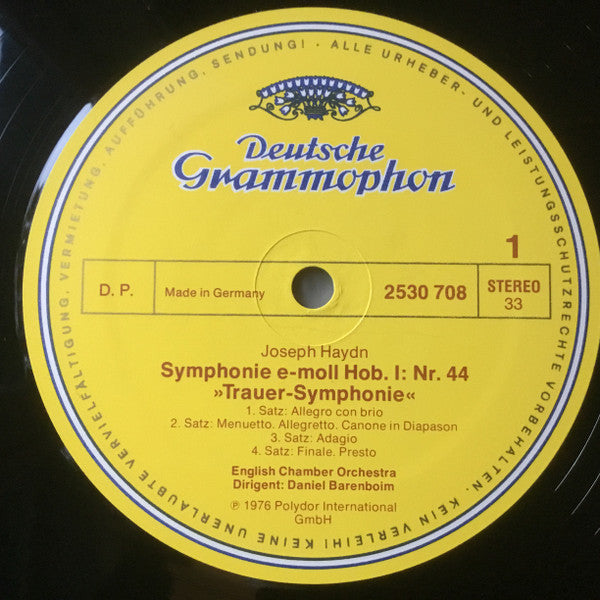 Deutsche
Grammophon
1
D. P.
Made in Germany
2530 708
STEREO
33
Joseph Haydn
Symphonie e-moll Hob. I: Nr. 44
»Trauer-Symphonie«
1. Satz: Allegro con brio
2. Satz: Menuetto. Allegretto. Canone in Diapason
3. Satz: Adagio
4. Satz: Finale. Presto
English Chamber Orchestra
Dirigent: Daniel Barenboim
℗ 1976 Polydor International
GmbH
ALLE URHEBER- UND LEISTUNGSSCHUTZRECHTE VORBEHALTEN. KEIN VERLEIH! KEINE UNERLAUBTE VERVIELFÄLTIGUNG, VERMIETUNG, AUFFÜHRUNG, SENDUNG! ·